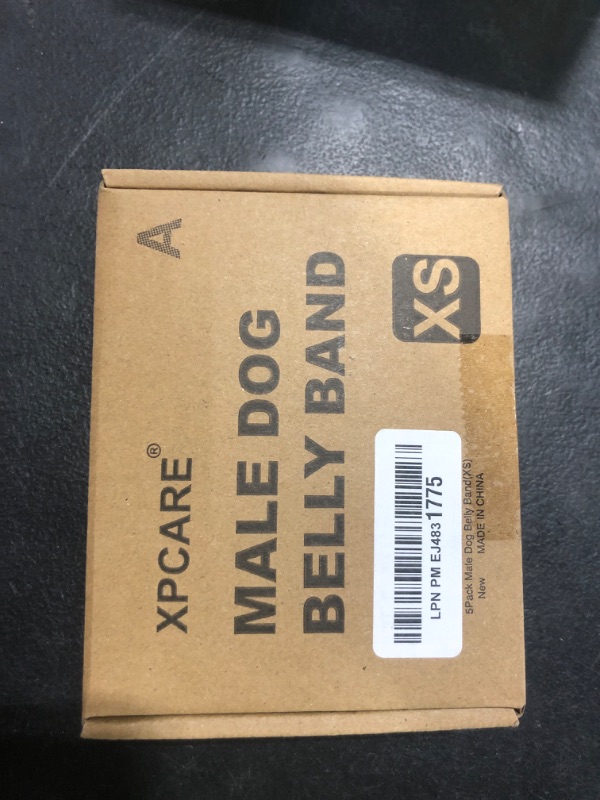 A
XPCARE®
MALE DOG
BELLY BAND
XS
LPN PM EJ4831775
5Pack Male Dog Belly Band(XS)
New MADE IN CHINA